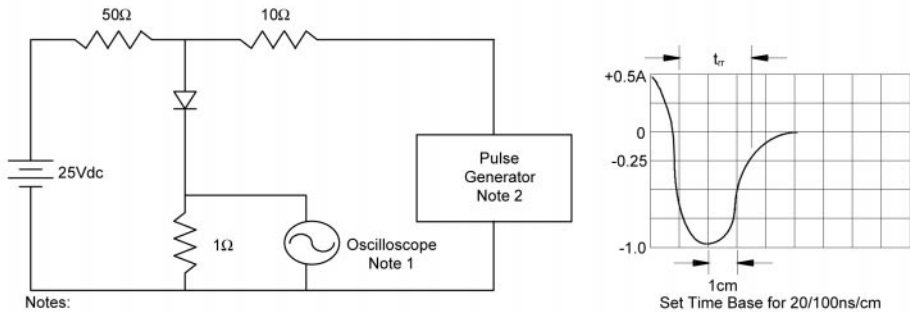 50Ω
10Ω
25Vdc
1Ω
Oscilloscope
Note 1
Pulse
Generator
Note 2
Notes:
trr
+0.5A
0
-0.25
-1.0
1cm
Set Time Base for 20/100ns/cm